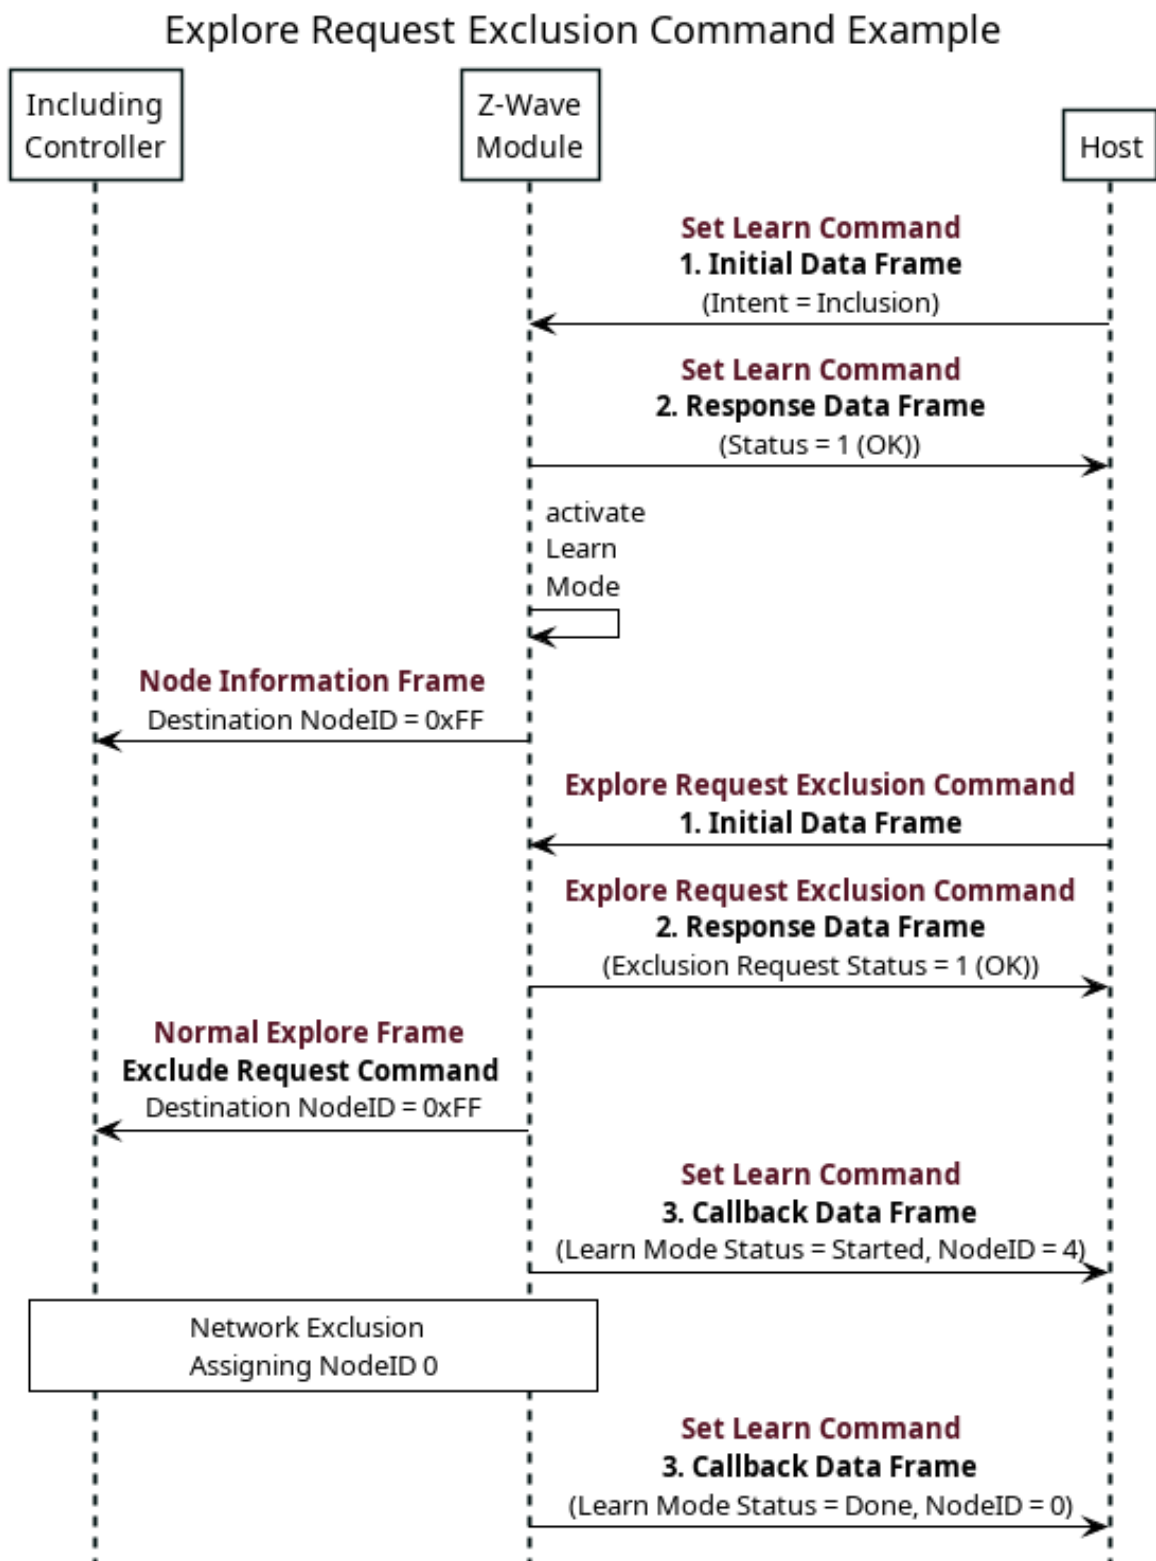 Explore Request Exclusion Command Example
Including
Controller
Z-Wave
Module
Host
Set Learn Command
1. Initial Data Frame
(Intent = Inclusion)
Set Learn Command
2. Response Data Frame
(Status = 1 (OK))
activate
Learn
Mode
Node Information Frame
Destination NodeID = 0xFF
Explore Request Exclusion Command
1. Initial Data Frame
Explore Request Exclusion Command
2. Response Data Frame
(Exclusion Request Status = 1 (OK))
Normal Explore Frame
Exclude Request Command
Destination NodeID = 0xFF
Set Learn Command
3. Callback Data Frame
(Learn Mode Status = Started, NodeID = 4)
Network Exclusion
Assigning NodeID 0
Set Learn Command
3. Callback Data Frame
(Learn Mode Status = Done, NodeID = 0)